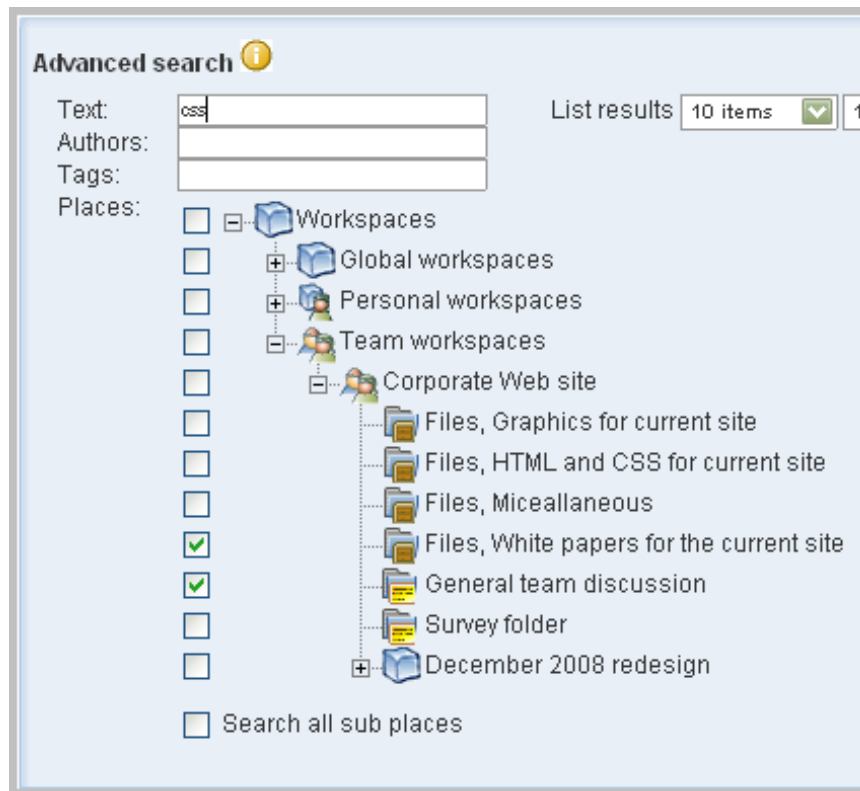 Advanced search
Text: css List results 10 items 1
Authors:
Tags:
Places: Workspaces
Global workspaces
Personal workspaces
Team workspaces
Corporate Web site
Files, Graphics for current site
Files, HTML and CSS for current site
Files, Miceallaneous
Files, White papers for the current site
General team discussion
Survey folder
December 2008 redesign
Search all sub places